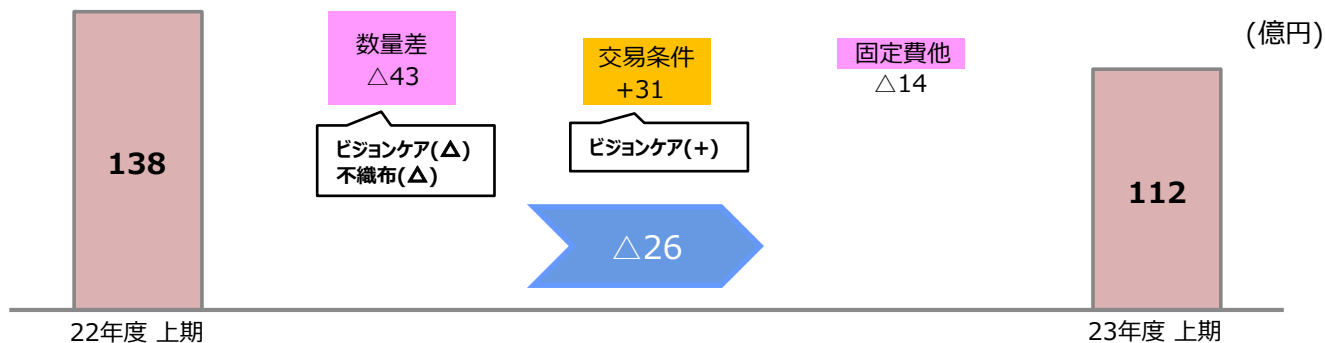 (億円)
数量差
△43
交易条件
+31
固定費他
△14
ビジョンケア(△)
不織布(△)
ビジョンケア(+)
138
112
△26
22年度 上期
23年度 上期